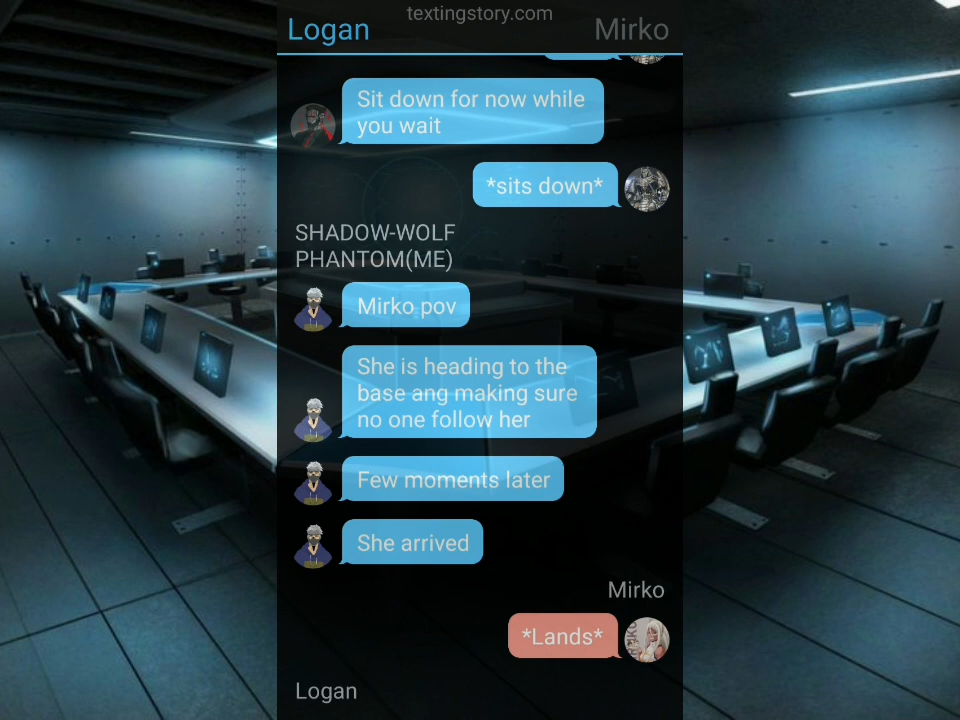 textingstory.com
Logan
Mirko
Sit down for now while
you wait
*sits down*
SHADOW-WOLF
PHANTOM(ME)
Mirko pov
She is heading to the
base ang making sure
no one follow her
Few moments later
She arrived
Mirko
*Lands*
Logan